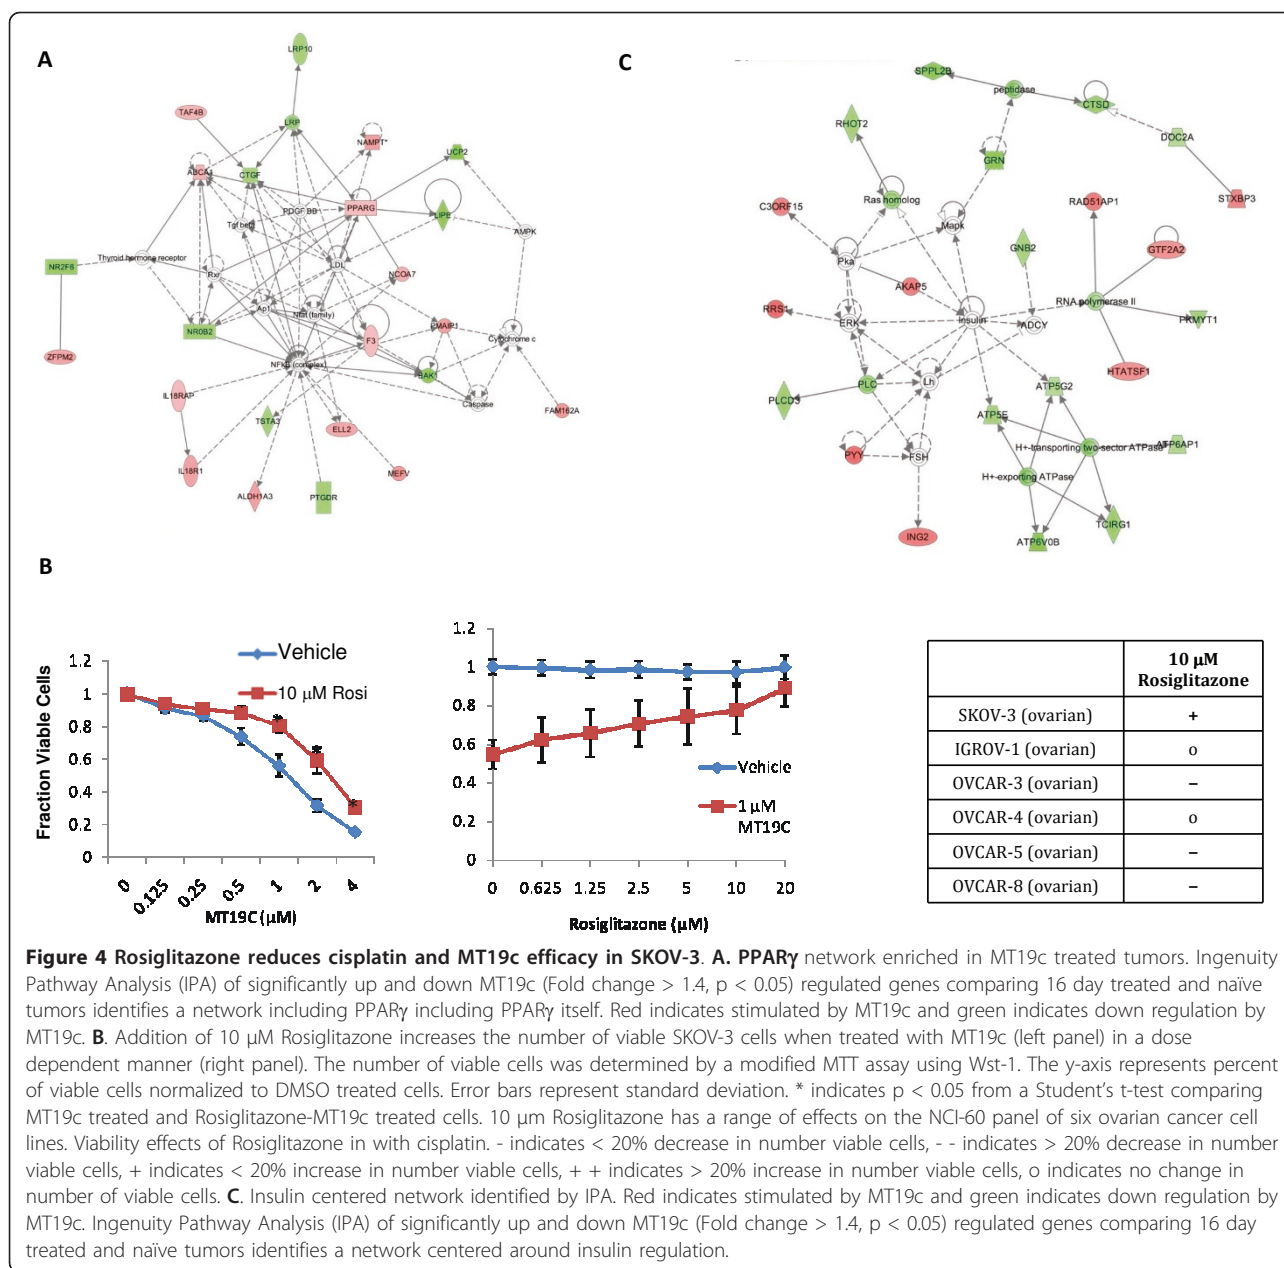 A
LRP10
TAF4B
LRP
NAMPT*
UCP2
ABCA1
CTGF
PDGF BB
PPARG
LIPE
Tgf beta
AMPK
Thyroid hormone receptor
LDL
NR2F6
Rxr
NCOA7
Ap1
Nfat (family)
PMAIP1
NR0B2
F3
Cytochrome c
ZFPM2
NFkB (complex)
BAK1
IL18RAP
Caspase
FAM162A
TSTA3
ELL2
IL18R1
MEFV
ALDH1A3
PTGDR
C
SPPL2B
peptidase
CTSD
RHOT2
DOC2A
GRN
STXBP3
C3ORF15
Ras homolog
RAD51AP1
Mapk
GNB2
GTF2A2
Pka
AKAP5
RNA polymerase II
RRS1
ERK
Insulin
ADCY
PKMYT1
HTATSF1
PLC
Lh
PLCD3
ATP5G2
ATP5E
H+-transporting two-sector ATPase
ATP6AP1
PYY
FSH
H+-exporting ATPase
TCIRG1
ING2
ATP6V0B
B
Fraction Viable Cells
1.2
1
0.8
0.6
0.4
0.2
0
Vehicle
10 μM Rosi
*
*
*
*
0 0.125 0.25 0.5 1 2 4
MT19C (μM)
1.2
1
0.8
0.6
0.4
0.2
0
Vehicle
1 μM
MT19C
0 0.625 1.25 2.5 5 10 20
Rosiglitazone (μM)
10 μM
Rosiglitazone
SKOV-3 (ovarian) +
IGROV-1 (ovarian) o
OVCAR-3 (ovarian) –
OVCAR-4 (ovarian) o
OVCAR-5 (ovarian) –
OVCAR-8 (ovarian) –
Figure 4 Rosiglitazone reduces cisplatin and MT19c efficacy in SKOV-3. A. PPARγ network enriched in MT19c treated tumors. Ingenuity
Pathway Analysis (IPA) of significantly up and down MT19c (Fold change > 1.4, p < 0.05) regulated genes comparing 16 day treated and naïve
tumors identifies a network including PPARγ including PPARγ itself. Red indicates stimulated by MT19c and green indicates down regulation by
MT19c. B. Addition of 10 μM Rosiglitazone increases the number of viable SKOV-3 cells when treated with MT19c (left panel) in a dose
dependent manner (right panel). The number of viable cells was determined by a modified MTT assay using Wst-1. The y-axis represents percent
of viable cells normalized to DMSO treated cells. Error bars represent standard deviation. * indicates p < 0.05 from a Student's t-test comparing
MT19c treated and Rosiglitazone-MT19c treated cells. 10 μm Rosiglitazone has a range of effects on the NCI-60 panel of six ovarian cancer cell
lines. Viability effects of Rosiglitazone in with cisplatin. - indicates < 20% decrease in number viable cells, - - indicates > 20% decrease in number
viable cells, + indicates < 20% increase in number viable cells, + + indicates > 20% increase in number viable cells, o indicates no change in
number of viable cells. C. Insulin centered network identified by IPA. Red indicates stimulated by MT19c and green indicates down regulation by
MT19c. Ingenuity Pathway Analysis (IPA) of significantly up and down MT19c (Fold change > 1.4, p < 0.05) regulated genes comparing 16 day
treated and naïve tumors identifies a network centered around insulin regulation.